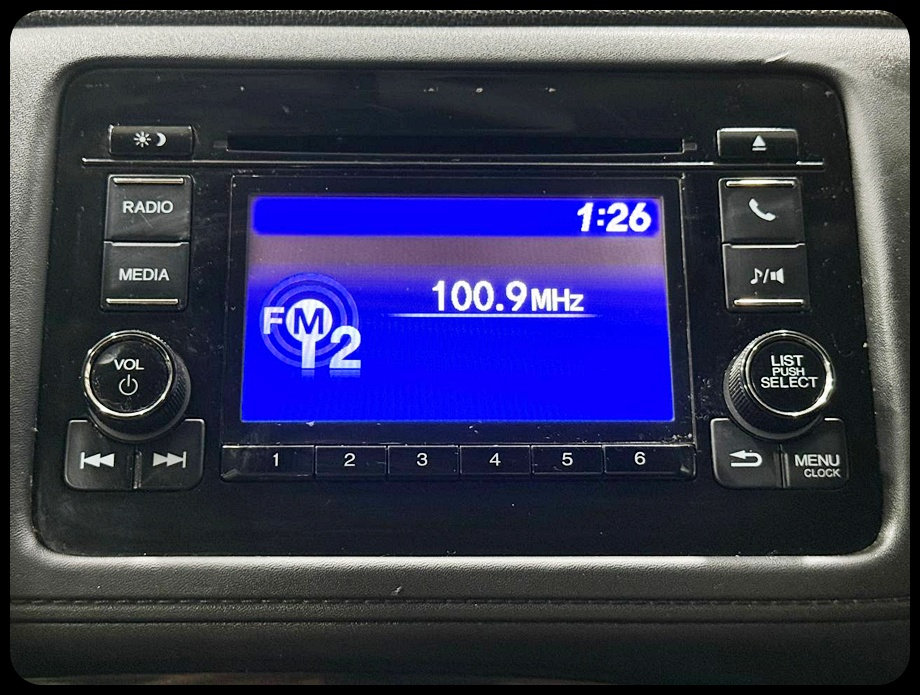 1:26
RADIO
MEDIA
100.9MHz
FM
12
VOL
LIST
PUSH
SELECT
1 2 3 4 5 6
MENU
CLOCK